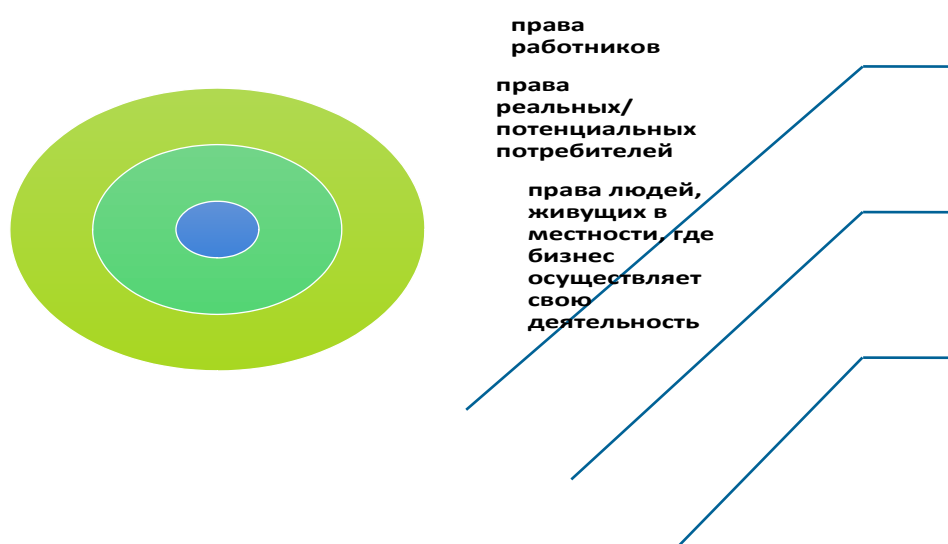 права
работников
права
реальных/
потенциальных
потребителей
права людей,
живущих в
местности, где
бизнес
осуществляет
свою
деятельность